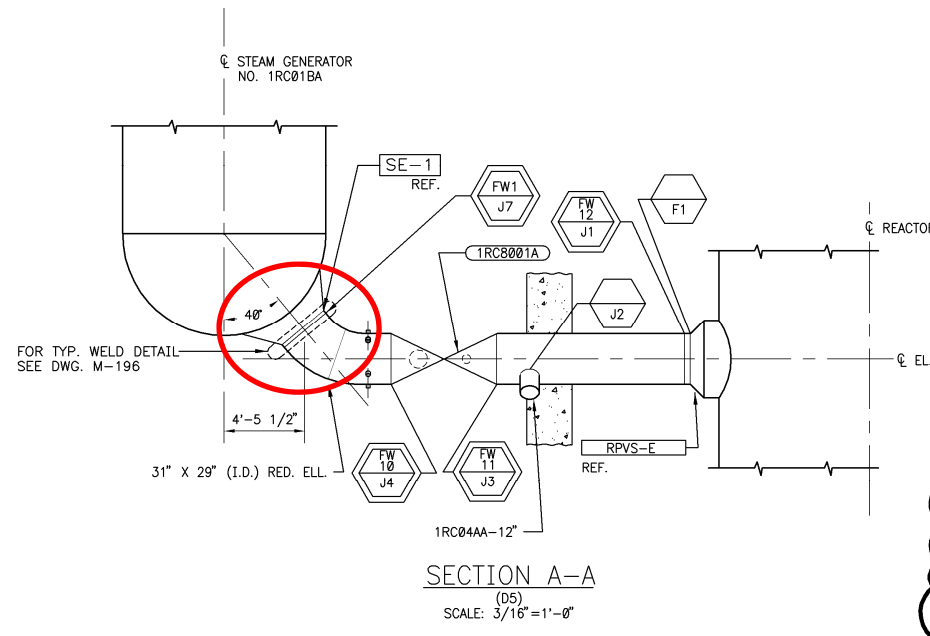 ℄ STEAM GENERATOR
NO. 1RC01BA
SE-1
REF.
FW1
J7
FW
12
J1
F1
℄ REACTOR
1RC8001A
J2
40°
FOR TYP. WELD DETAIL
SEE DWG. M-196
℄ EL.
4'-5 1/2"
RPVS-E
REF.
31" X 29" (I.D.) RED. ELL.
FW
10
J4
FW
11
J3
1RC04AA-12"
SECTION A-A
(D5)
SCALE: 3/16"=1'-0"